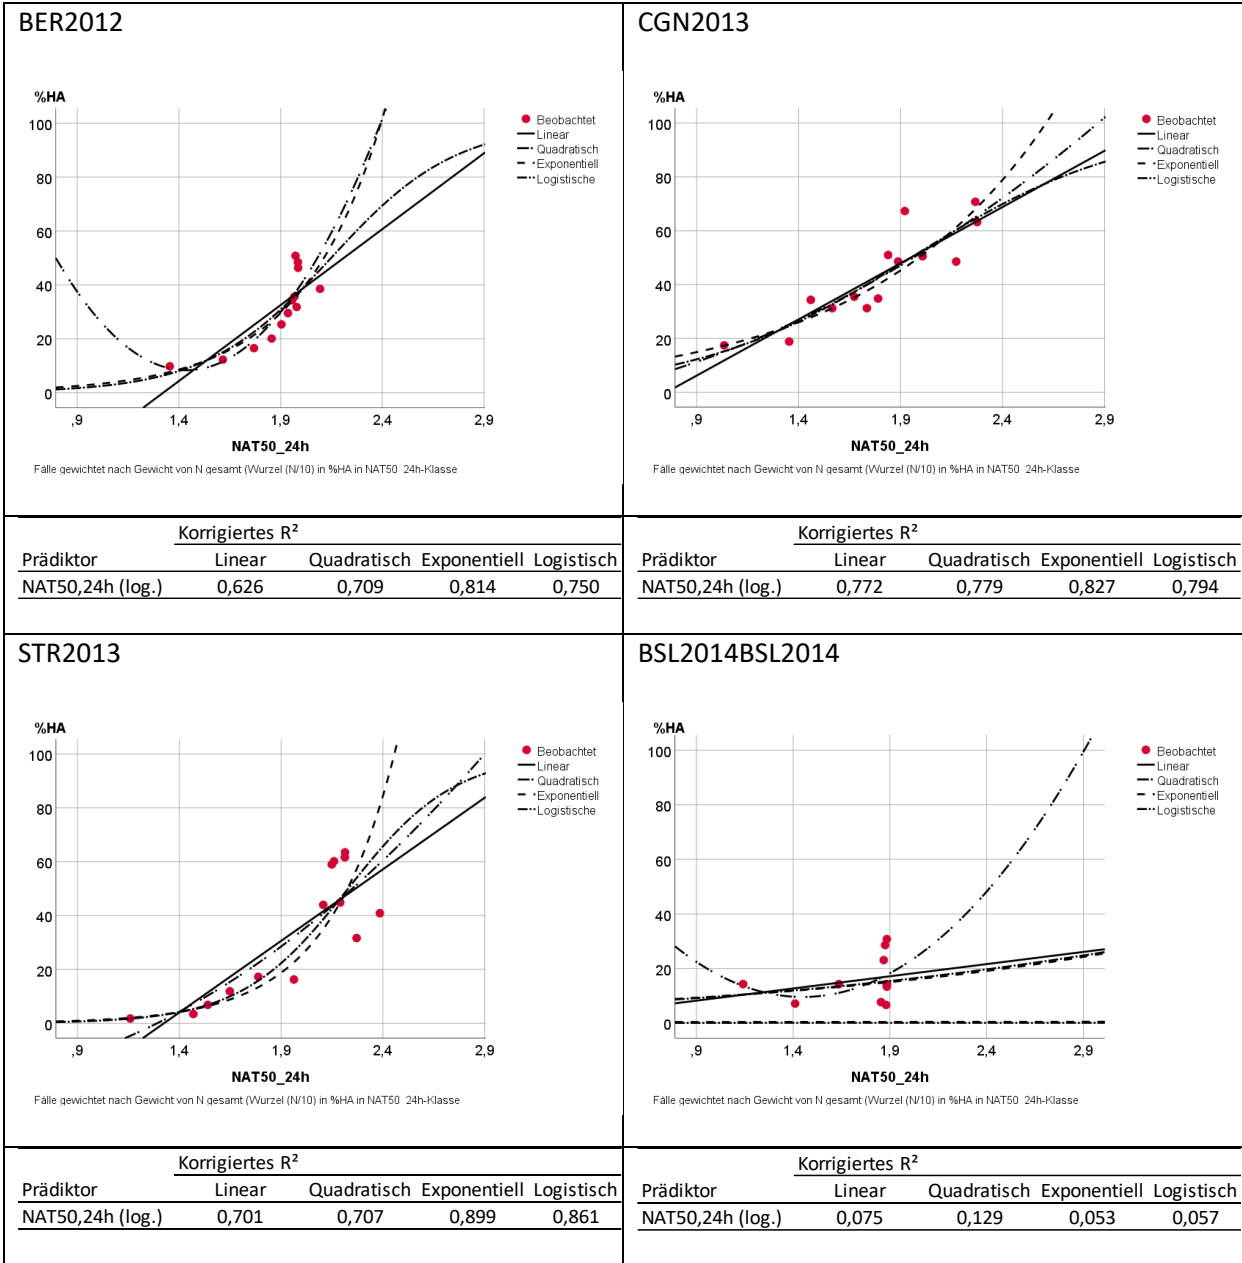 BER2012
%HA
100
80
60
40
20
0
,9 1,4 1,9 2,4 2,9
NAT50_24h
Beobachtet
Linear
Quadratisch
Exponentiell
Logistische
Fälle gewichtet nach Gewicht von N gesamt (Wurzel (N/10) in %HA in NAT50_24h-Klasse
Korrigiertes R²
Prädiktor Linear Quadratisch Exponentiell Logistisch
NAT50,24h (log.) 0,626 0,709 0,814 0,750
CGN2013
%HA
100
80
60
40
20
0
,9 1,4 1,9 2,4 2,9
NAT50_24h
Beobachtet
Linear
Quadratisch
Exponentiell
Logistische
Fälle gewichtet nach Gewicht von N gesamt (Wurzel (N/10) in %HA in NAT50_24h-Klasse
Korrigiertes R²
Prädiktor Linear Quadratisch Exponentiell Logistisch
NAT50,24h (log.) 0,772 0,779 0,827 0,794
STR2013
%HA
100
80
60
40
20
0
,9 1,4 1,9 2,4 2,9
NAT50_24h
Beobachtet
Linear
Quadratisch
Exponentiell
Logistische
Fälle gewichtet nach Gewicht von N gesamt (Wurzel (N/10) in %HA in NAT50_24h-Klasse
Korrigiertes R²
Prädiktor Linear Quadratisch Exponentiell Logistisch
NAT50,24h (log.) 0,701 0,707 0,899 0,861
BSL2014BSL2014
%HA
100
80
60
40
20
0
,9 1,4 1,9 2,4 2,9
NAT50_24h
Beobachtet
Linear
Quadratisch
Exponentiell
Logistische
Fälle gewichtet nach Gewicht von N gesamt (Wurzel (N/10) in %HA in NAT50_24h-Klasse
Korrigiertes R²
Prädiktor Linear Quadratisch Exponentiell Logistisch
NAT50,24h (log.) 0,075 0,129 0,053 0,057